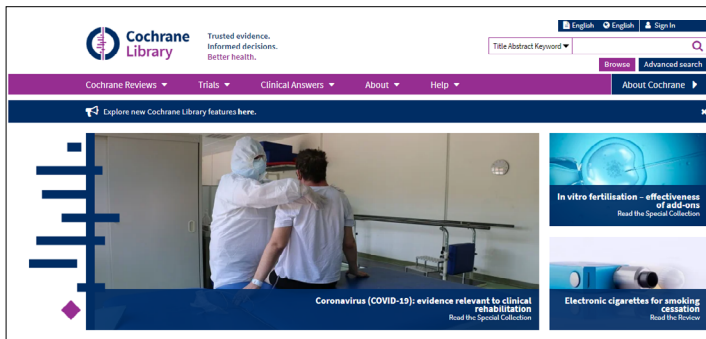 English English Sign In
Cochrane
Library
Trusted evidence.
Informed decisions.
Better health.
Title Abstract Keyword
Browse Advanced search
Cochrane Reviews Trials Clinical Answers About Help About Cochrane
Explore new Cochrane Library features here.
In vitro fertilisation – effectiveness
of add-ons
Read the Special Collection
Coronavirus (COVID-19): evidence relevant to clinical
rehabilitation
Read the Special Collection
Electronic cigarettes for smoking
cessation
Read the Review